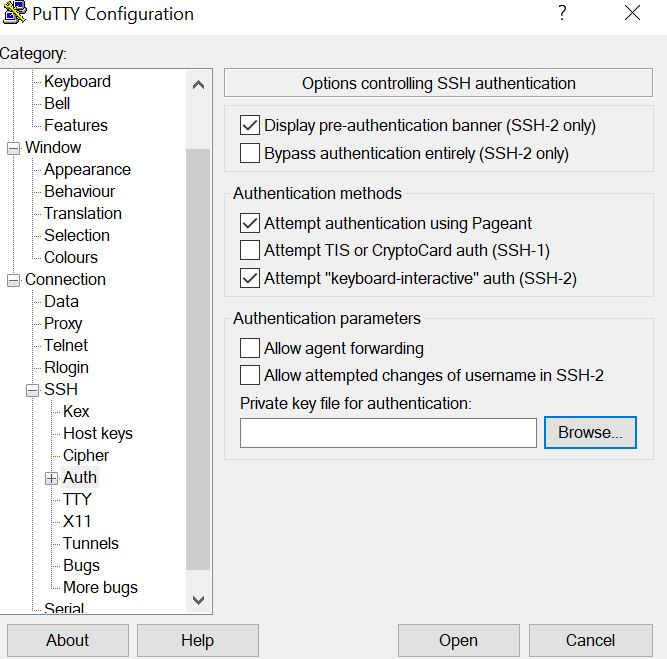 PuTTY Configuration
?
Category:
Keyboard
Bell
Features
Window
Appearance
Behaviour
Translation
Selection
Colours
Connection
Data
Proxy
Telnet
Rlogin
SSH
Kex
Host keys
Cipher
Auth
TTY
X11
Tunnels
Bugs
More bugs
Serial
Options controlling SSH authentication
Display pre-authentication banner (SSH-2 only)
Bypass authentication entirely (SSH-2 only)
Authentication methods
Attempt authentication using Pageant
Attempt TIS or CryptoCard auth (SSH-1)
Attempt "keyboard-interactive" auth (SSH-2)
Authentication parameters
Allow agent forwarding
Allow attempted changes of username in SSH-2
Private key file for authentication:
Browse...
About
Help
Open
Cancel